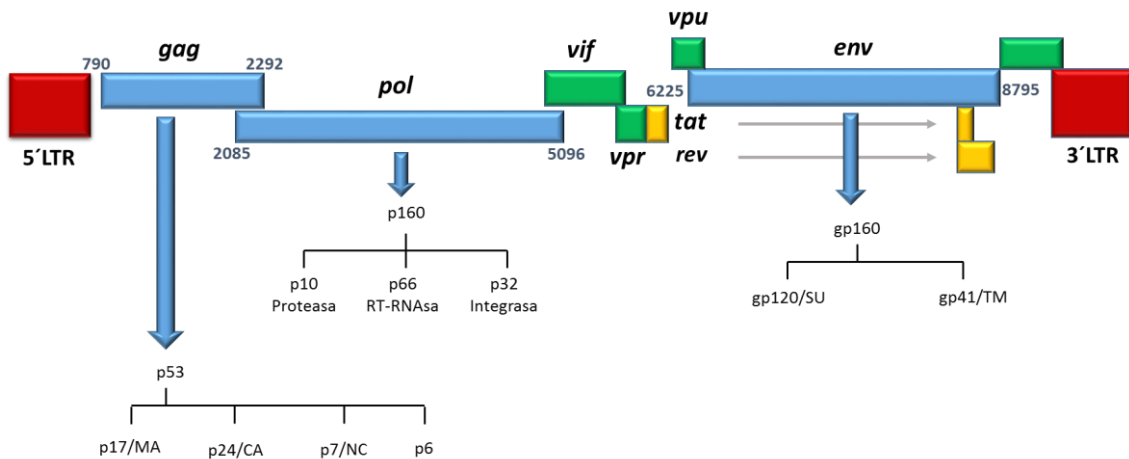 vpu
gag
vif
env
790
2292
pol
6225
8795
tat
5´LTR
2085
5096
vpr
rev
3´LTR
p160
gp160
p10
Proteasa
p66
RT-RNAsa
p32
Integrasa
gp120/SU
gp41/TM
p53
p17/MA
p24/CA
p7/NC
p6